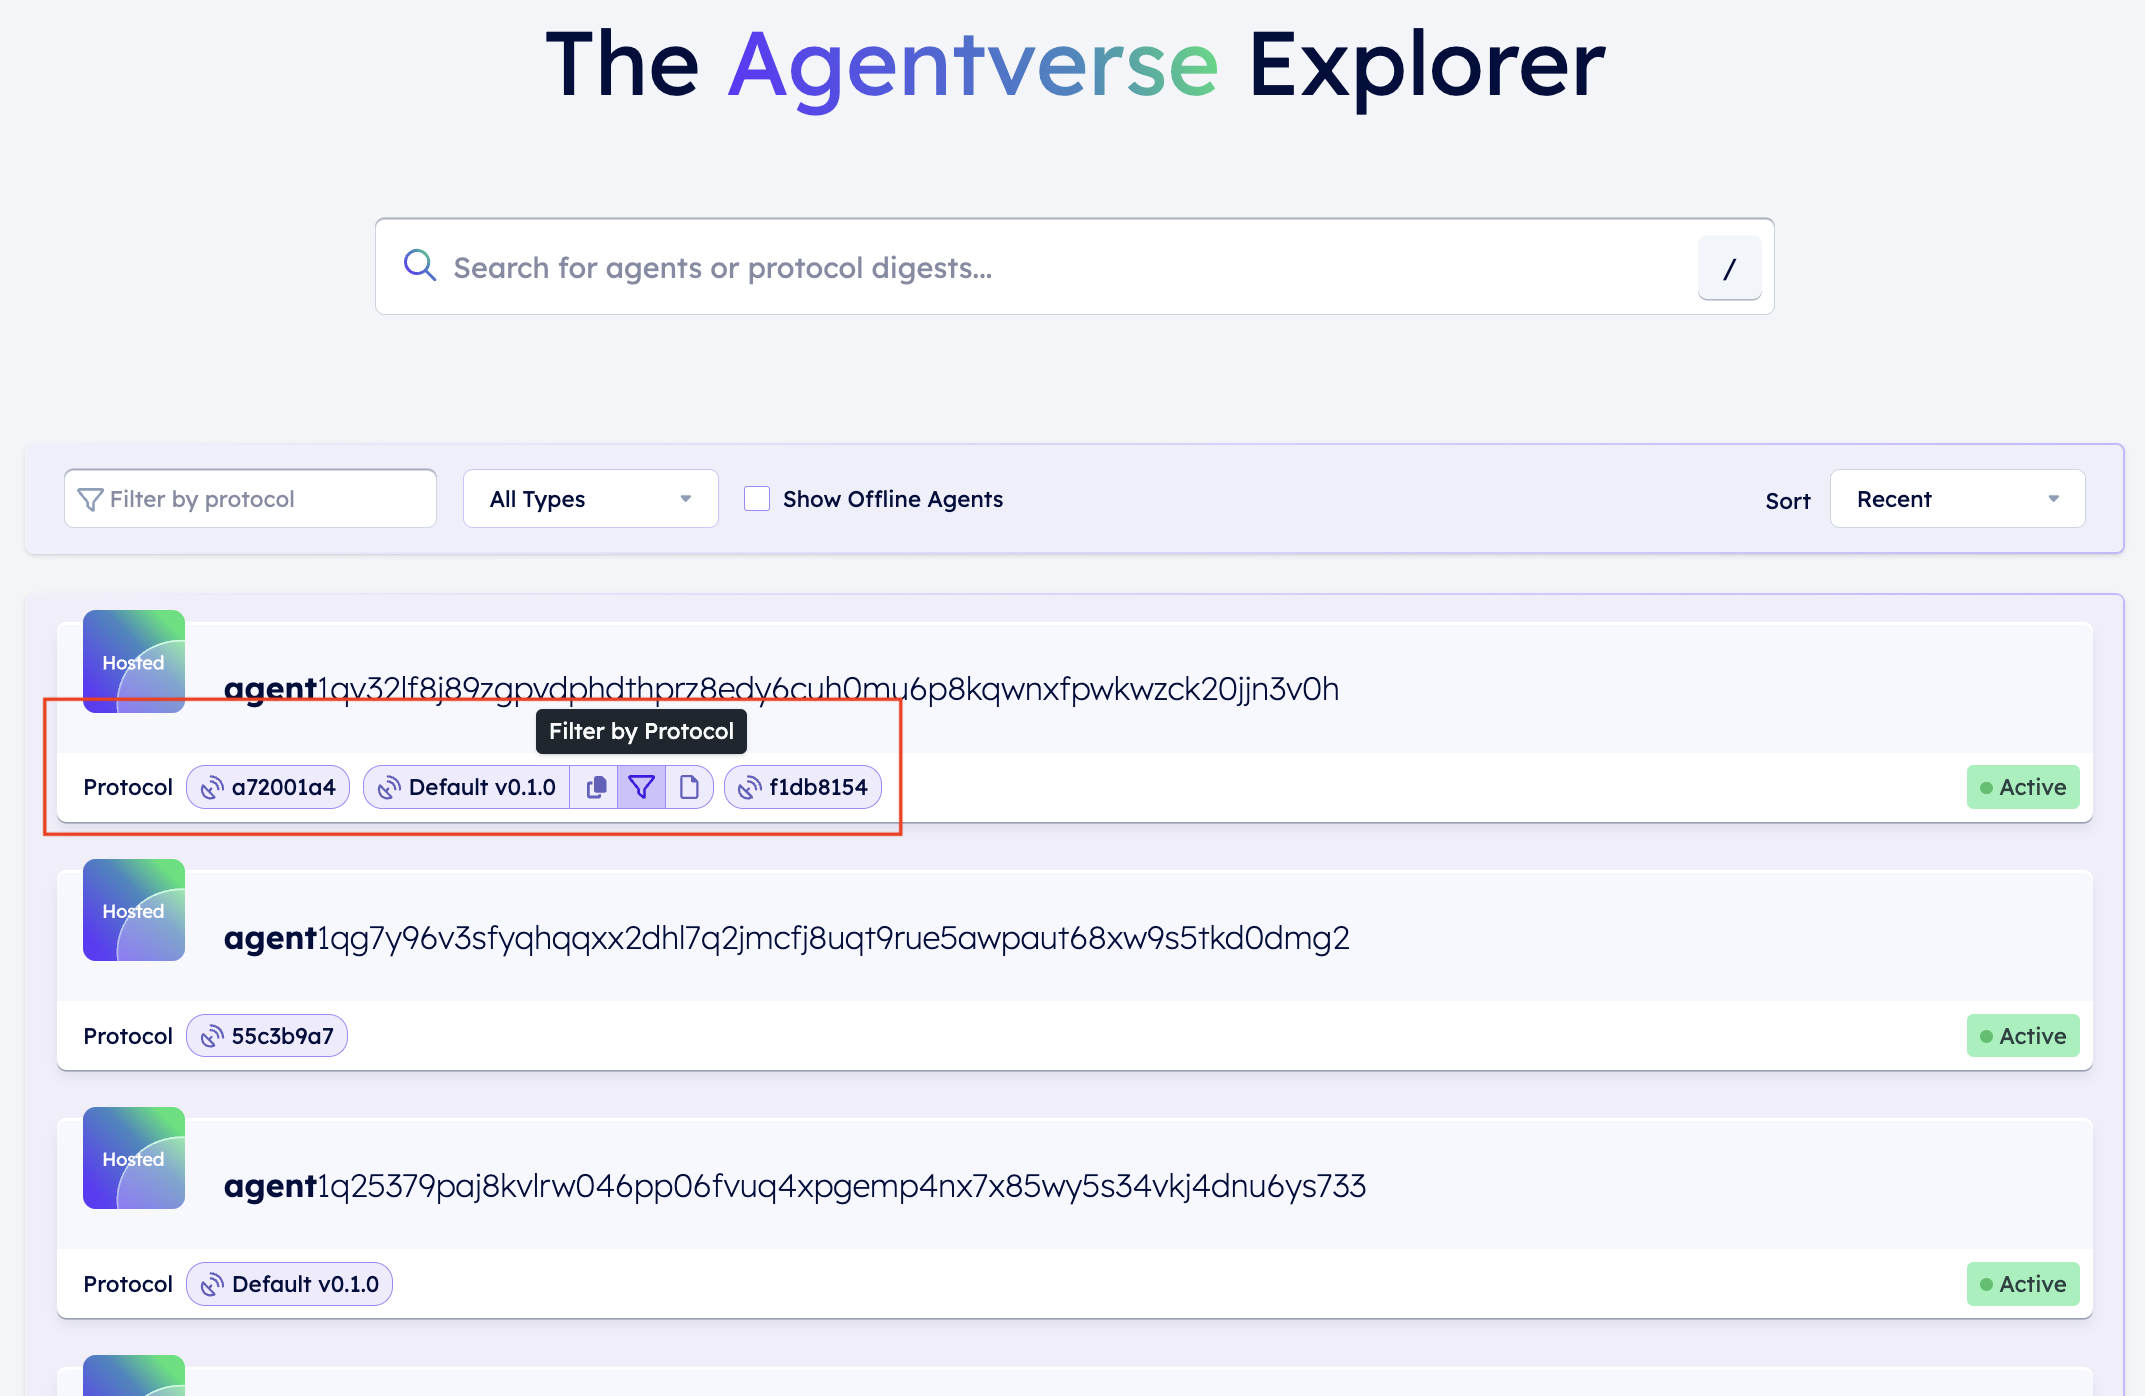 The Agentverse Explorer
Search for agents or protocol digests...
/
Filter by protocol
All Types
Show Offline Agents
Sort
Recent
Hosted
agent1qv32lf8j89zgpvdphdthprz8edy6cuh0mu6p8kqwnxfpwkwzck20jjn3v0h
Filter by Protocol
Protocol a72001a4 Default v0.1.0 f1db8154 Active
Hosted
agent1qg7y96v3sfyqhqqxx2dhl7q2jmcfj8uqt9rue5awpaut68xw9s5tkd0dmg2
Protocol 55c3b9a7 Active
Hosted
agent1q25379paj8kvlrw046pp06fvuq4xpgemp4nx7x85wy5s34vkj4dnu6ys733
Protocol Default v0.1.0 Active